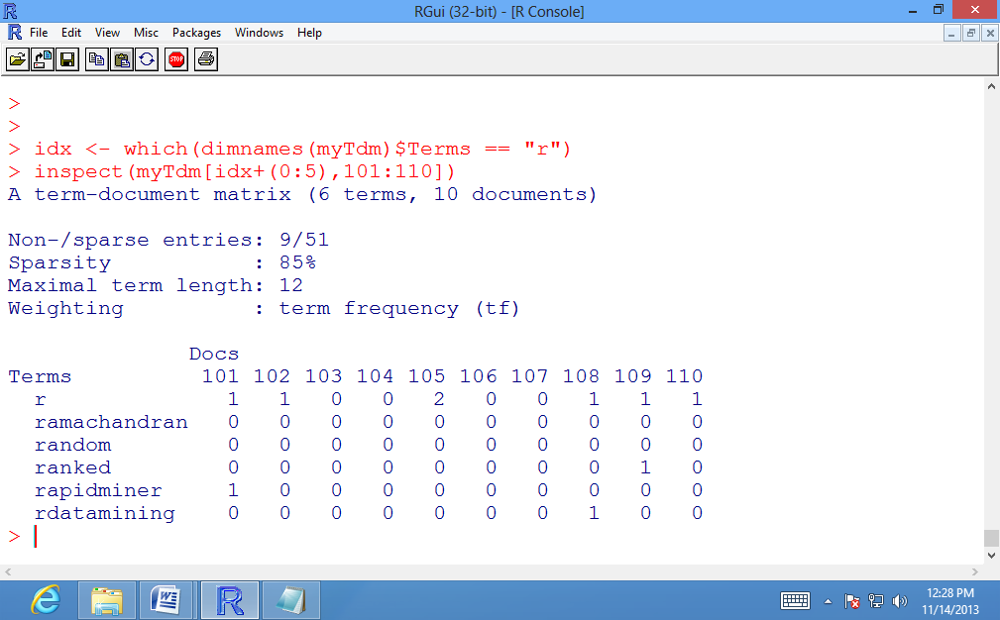 RGui (32-bit) - [R Console]
File Edit View Misc Packages Windows Help
STOP
>
>
> idx <- which(dimnames(myTdm)$Terms == "r")
> inspect(myTdm[idx+(0:5),101:110])
A term-document matrix (6 terms, 10 documents)
Non-/sparse entries: 9/51
Sparsity           : 85%
Maximal term length: 12
Weighting          : term frequency (tf)
              Docs
Terms          101 102 103 104 105 106 107 108 109 110
  r              1   1   0   0   2   0   0   1   1   1
  ramachandran   0   0   0   0   0   0   0   0   0   0
  random         0   0   0   0   0   0   0   0   0   0
  ranked         0   0   0   0   0   0   0   0   1   0
  rapidminer     1   0   0   0   0   0   0   0   0   0
  rdatamining    0   0   0   0   0   0   0   1   0   0
>
12:28 PM
11/14/2013